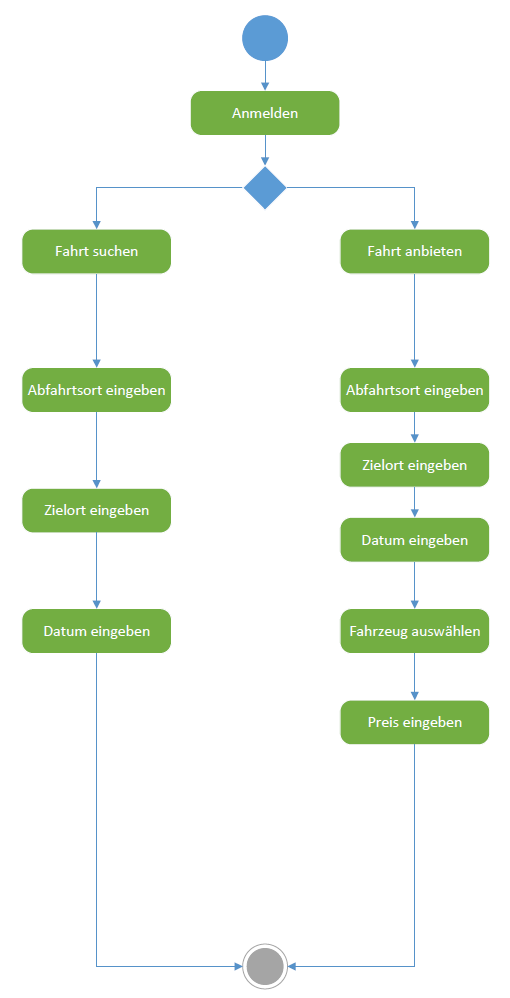 Anmelden
Fahrt suchen
Fahrt anbieten
Abfahrtsort eingeben
Abfahrtsort eingeben
Zielort eingeben
Zielort eingeben
Datum eingeben
Datum eingeben
Fahrzeug auswählen
Preis eingeben